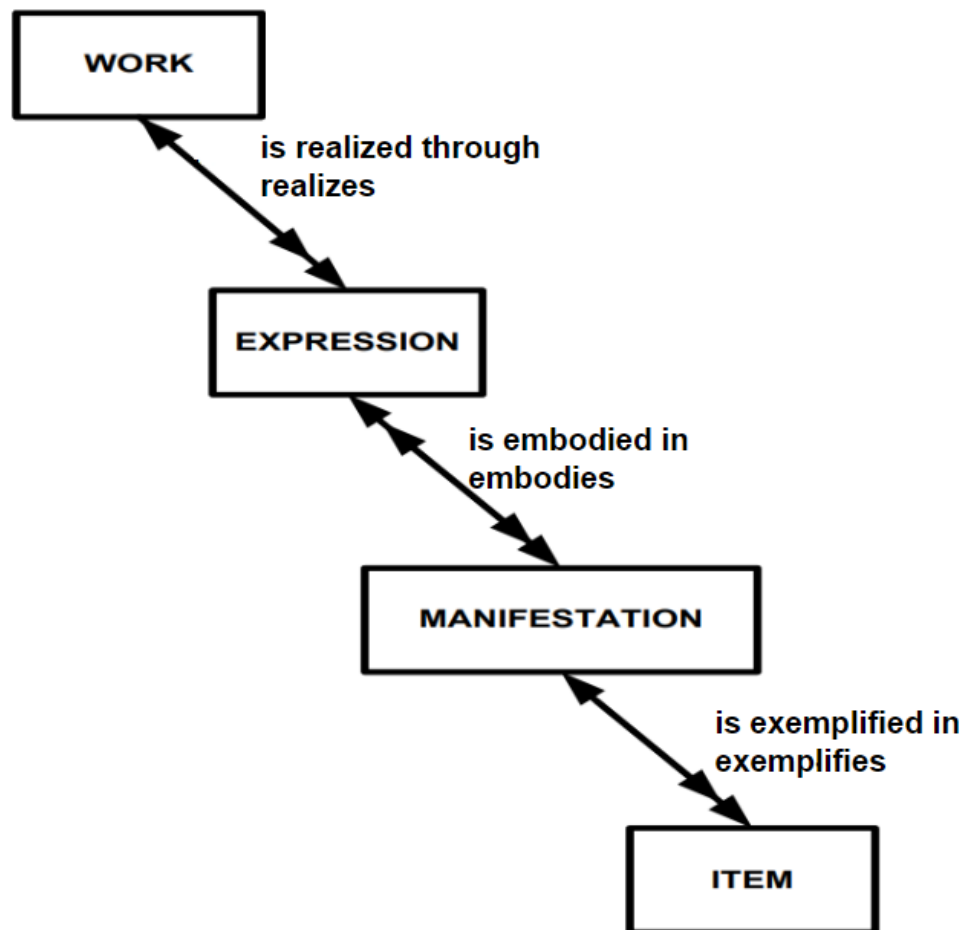 WORK
is realized through
realizes
EXPRESSION
is embodied in
embodies
MANIFESTATION
is exemplified in
exemplifies
ITEM